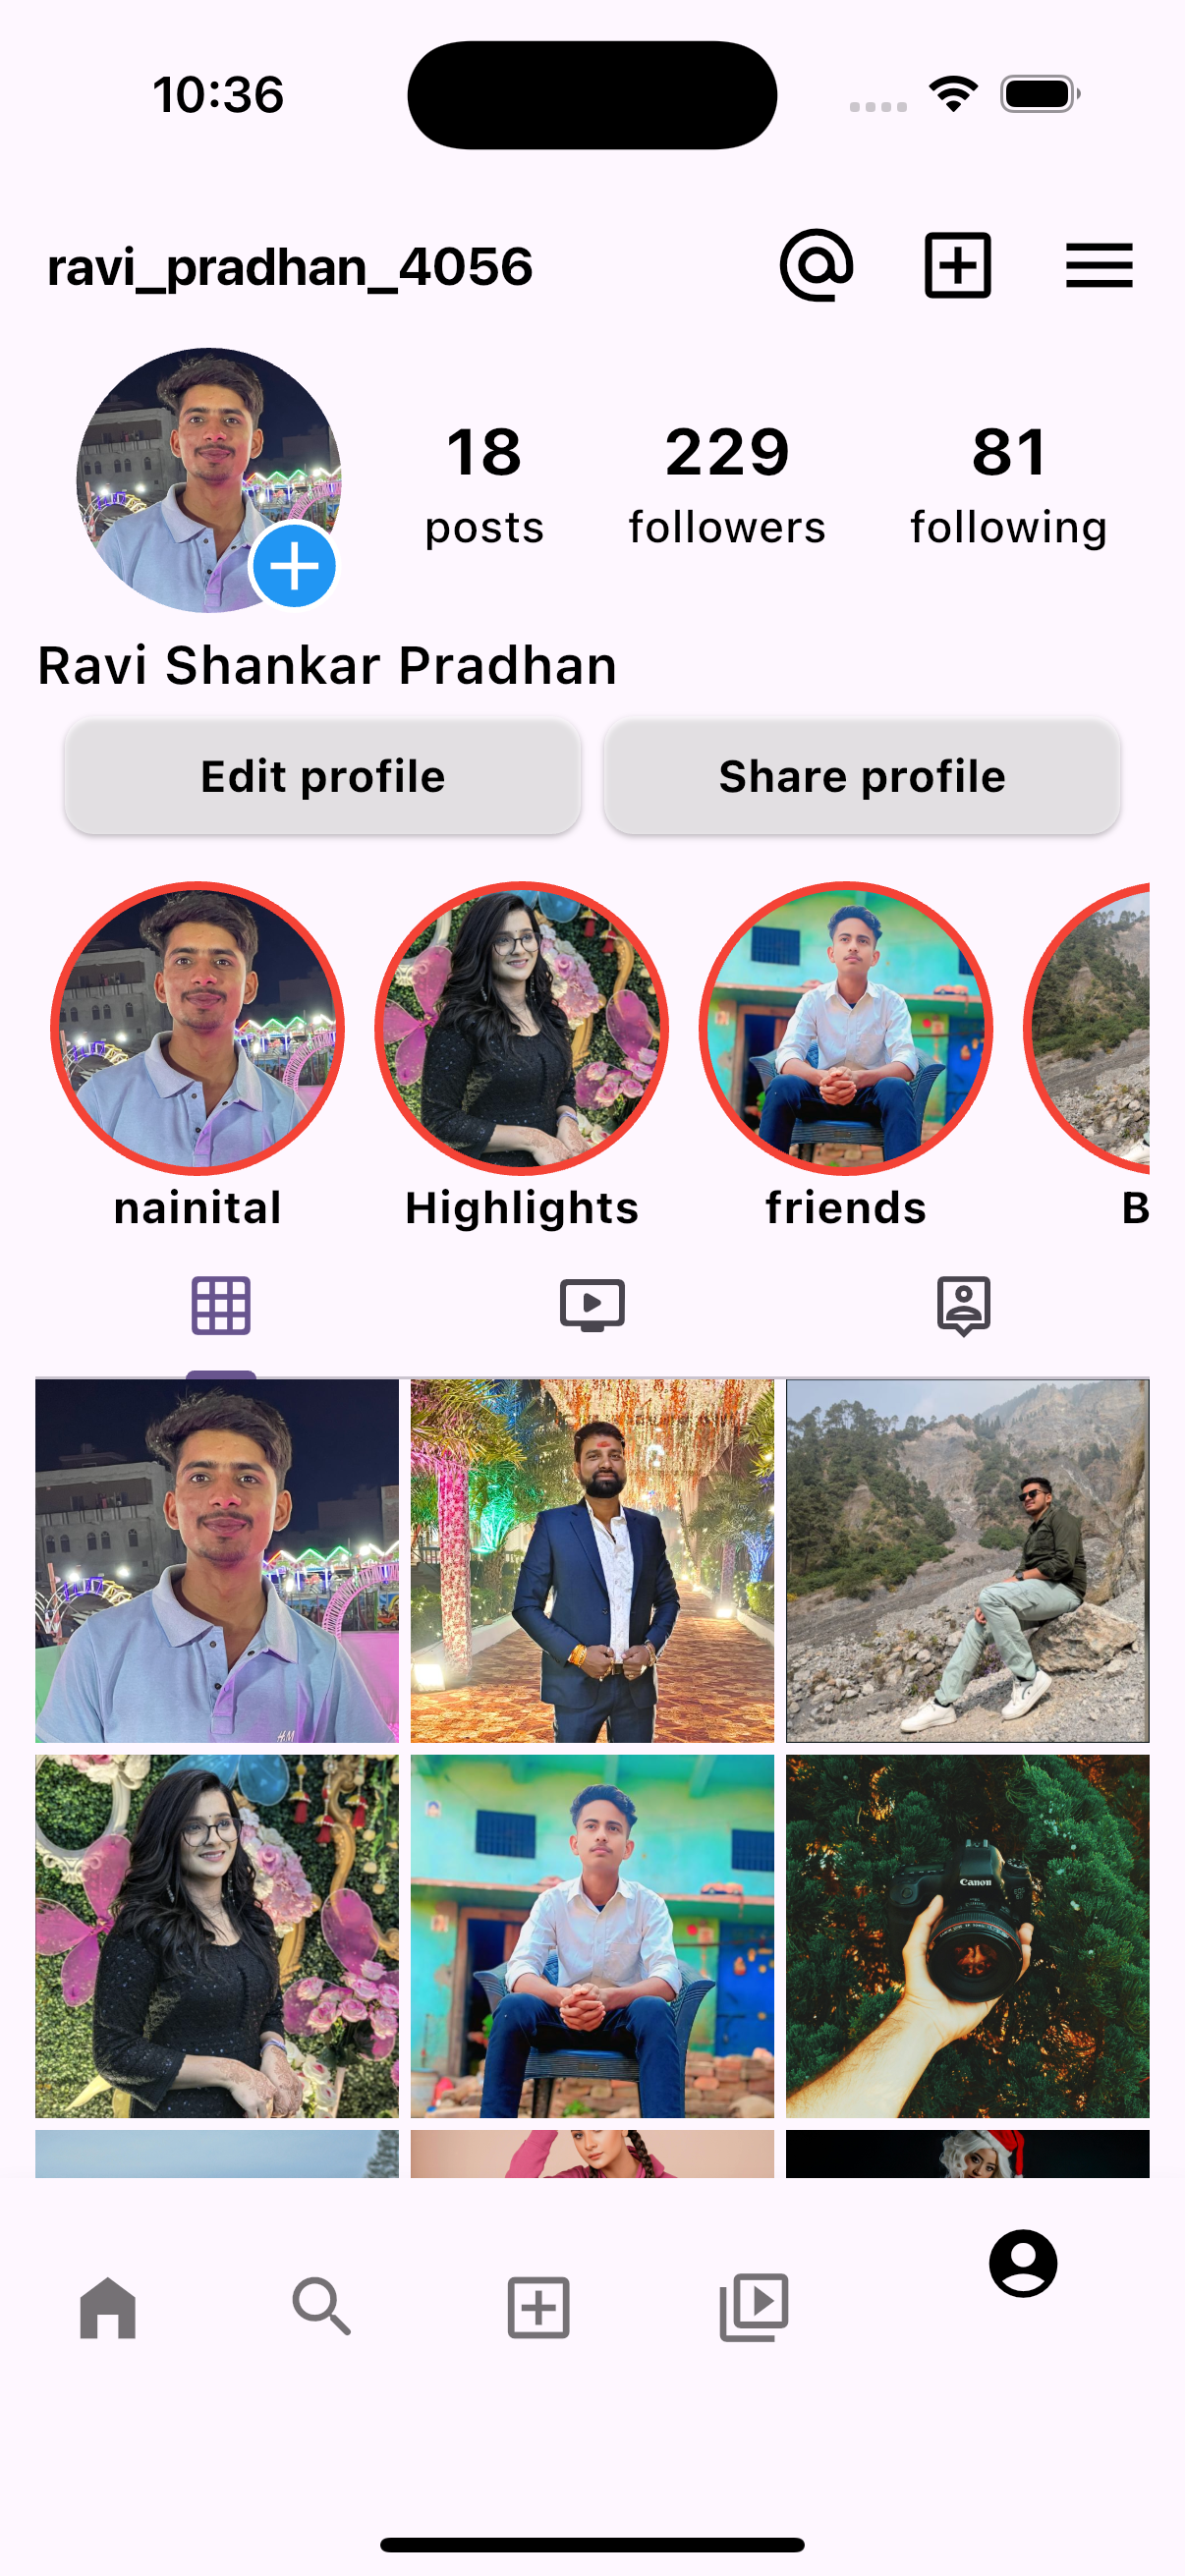 10:36
ravi_pradhan_4056
18 229 81
posts followers following
Ravi Shankar Pradhan
Edit profile Share profile
nainital Highlights friends B
H&M
Canon